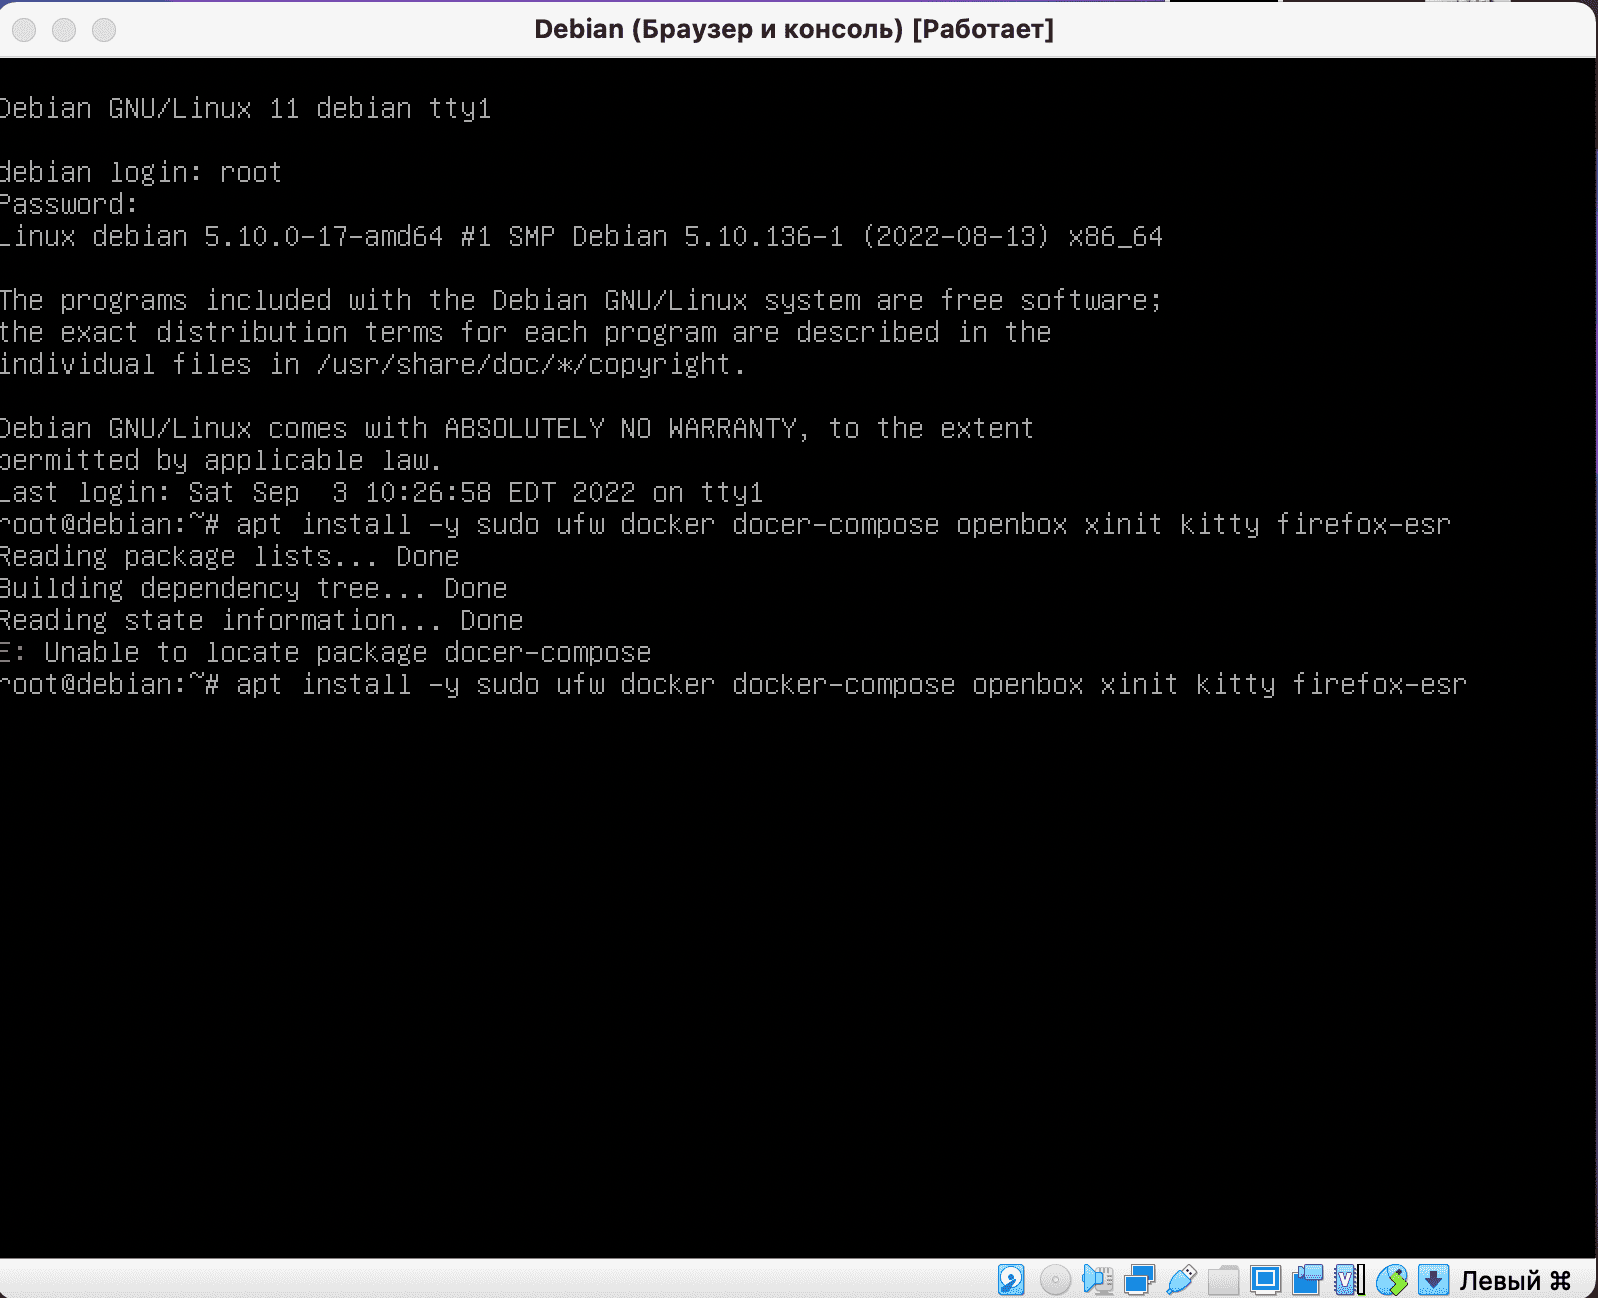 Debian (Браузер и консоль) [Работает]
Debian GNU/Linux 11 debian tty1
debian login: root
Password:
Linux debian 5.10.0-17-amd64 #1 SMP Debian 5.10.136-1 (2022-08-13) x86_64
The programs included with the Debian GNU/Linux system are free software;
the exact distribution terms for each program are described in the
individual files in /usr/share/doc/*/copyright.
Debian GNU/Linux comes with ABSOLUTELY NO WARRANTY, to the extent
permitted by applicable law.
Last login: Sat Sep  3 10:26:58 EDT 2022 on tty1
root@debian:~# apt install -y sudo ufw docker docer-compose openbox xinit kitty firefox-esr
Reading package lists... Done
Building dependency tree... Done
Reading state information... Done
E: Unable to locate package docer-compose
root@debian:~# apt install -y sudo ufw docker docker-compose openbox xinit kitty firefox-esr
Левый ⌘